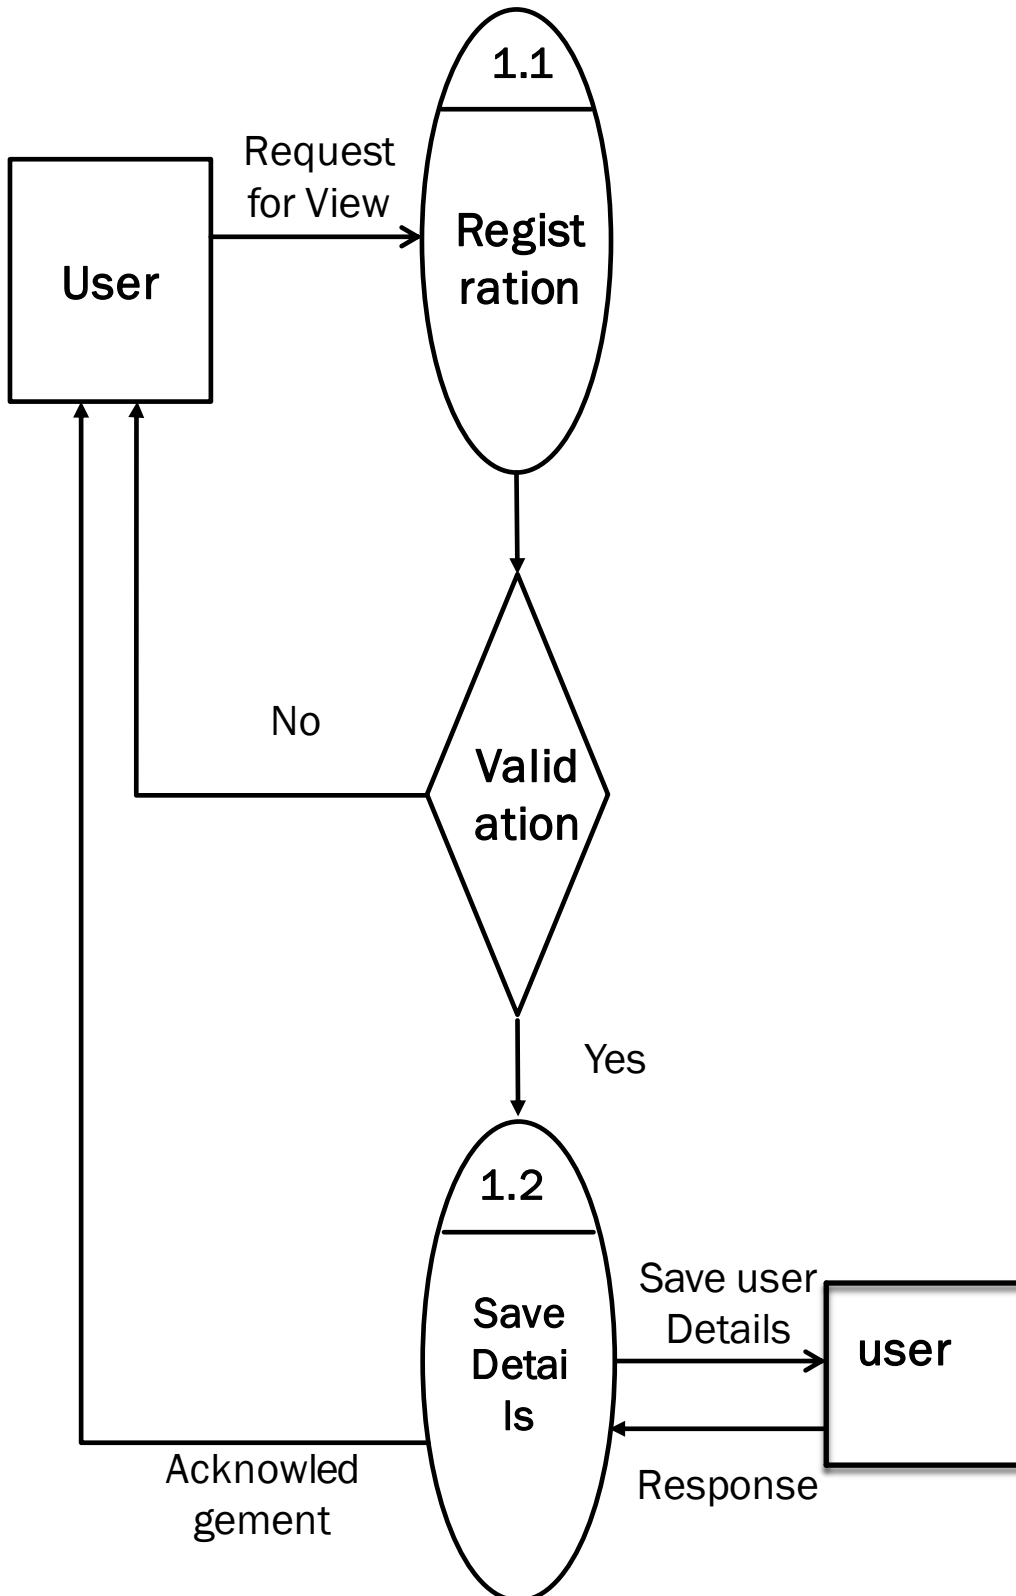 1.1
Request
for View
Regist
ration
User
No
Valid
ation
Yes
1.2
Save
Detai
ls
Save user
Details
user
Response
Acknowled
gement